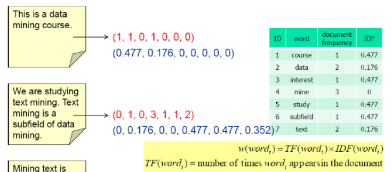 This is a data
mining course.
(1, 1, 0, 1, 0, 0, 0)
(0.477, 0.176, 0, 0, 0, 0, 0)
We are studying
text mining. Text
mining is a
subfield of data
mining.
(0, 1, 0, 3, 1, 1, 2)
(0, 0.176, 0, 0, 0.477, 0.477, 0.352)
Mining text is
ID word document frequency IDF
1 course 1 0.477
2 data 2 0.176
3 interest 1 0.477
4 mine 3 0
5 study 1 0.477
6 subfield 1 0.477
7 text 2 0.176
w(word_i) = TF(word_i) × IDF(word_i)
TF(word_i) = number of times word_i appears in the document